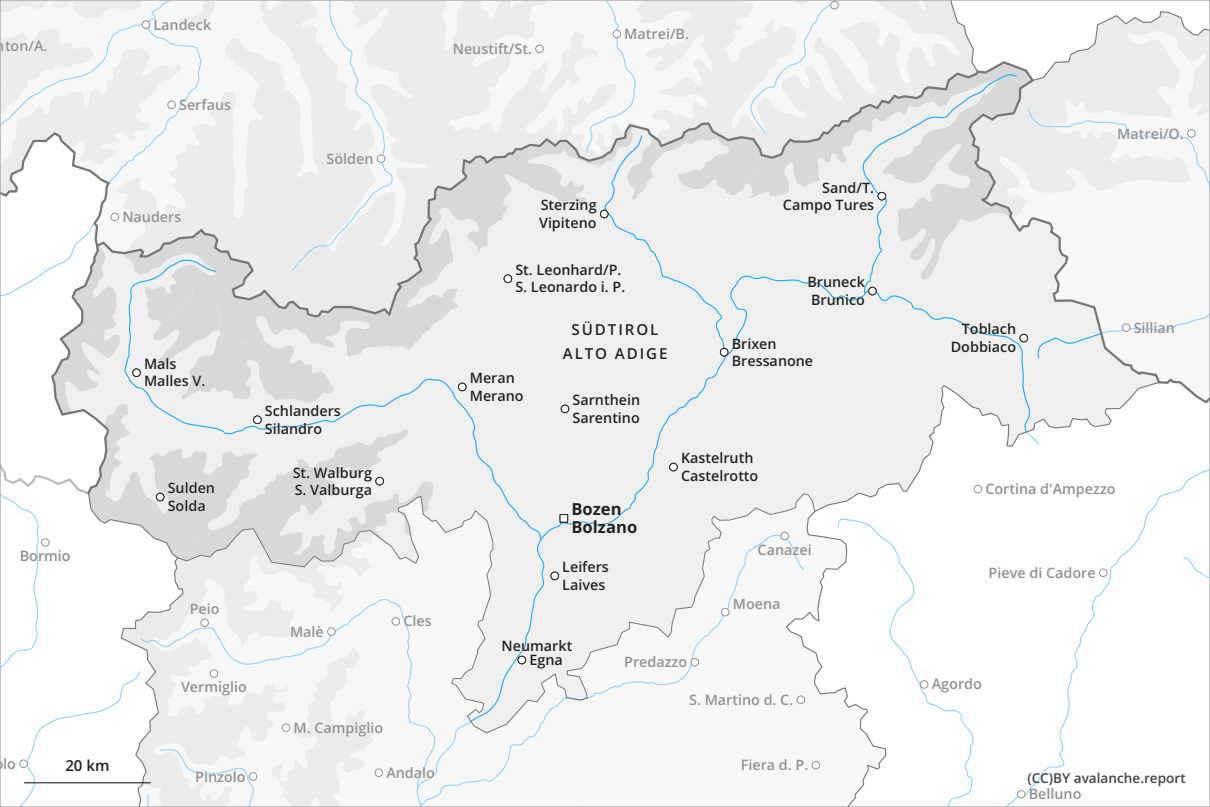 Landeck
Matrei/B.
Neustift/St.
nton/A.
Serfaus
Matrei/O.
Sölden
Sand/T.
Campo Tures
Nauders
Sterzing
Vipiteno
St. Leonhard/P.
S. Leonardo i. P.
Bruneck
Brunico
SÜDTIROL
ALTO ADIGE
Toblach
Dobbiaco
Sillian
Brixen
Bressanone
Mals
Malles V.
Meran
Merano
Schlanders
Silandro
Sarnthein
Sarentino
St. Walburg
S. Valburga
Kastelruth
Castelrotto
Sulden
Solda
Cortina d'Ampezzo
Bozen
Bolzano
Bormio
Canazei
Leifers
Laives
Pieve di Cadore
Peio
Malè
Cles
Moena
Neumarkt
Egna
Predazzo
Vermiglio
Agordo
S. Martino d. C.
M. Campiglio
20 km
olo
Pinzolo
Andalo
Fiera d. P.
(CC)BY avalanche.report
Belluno